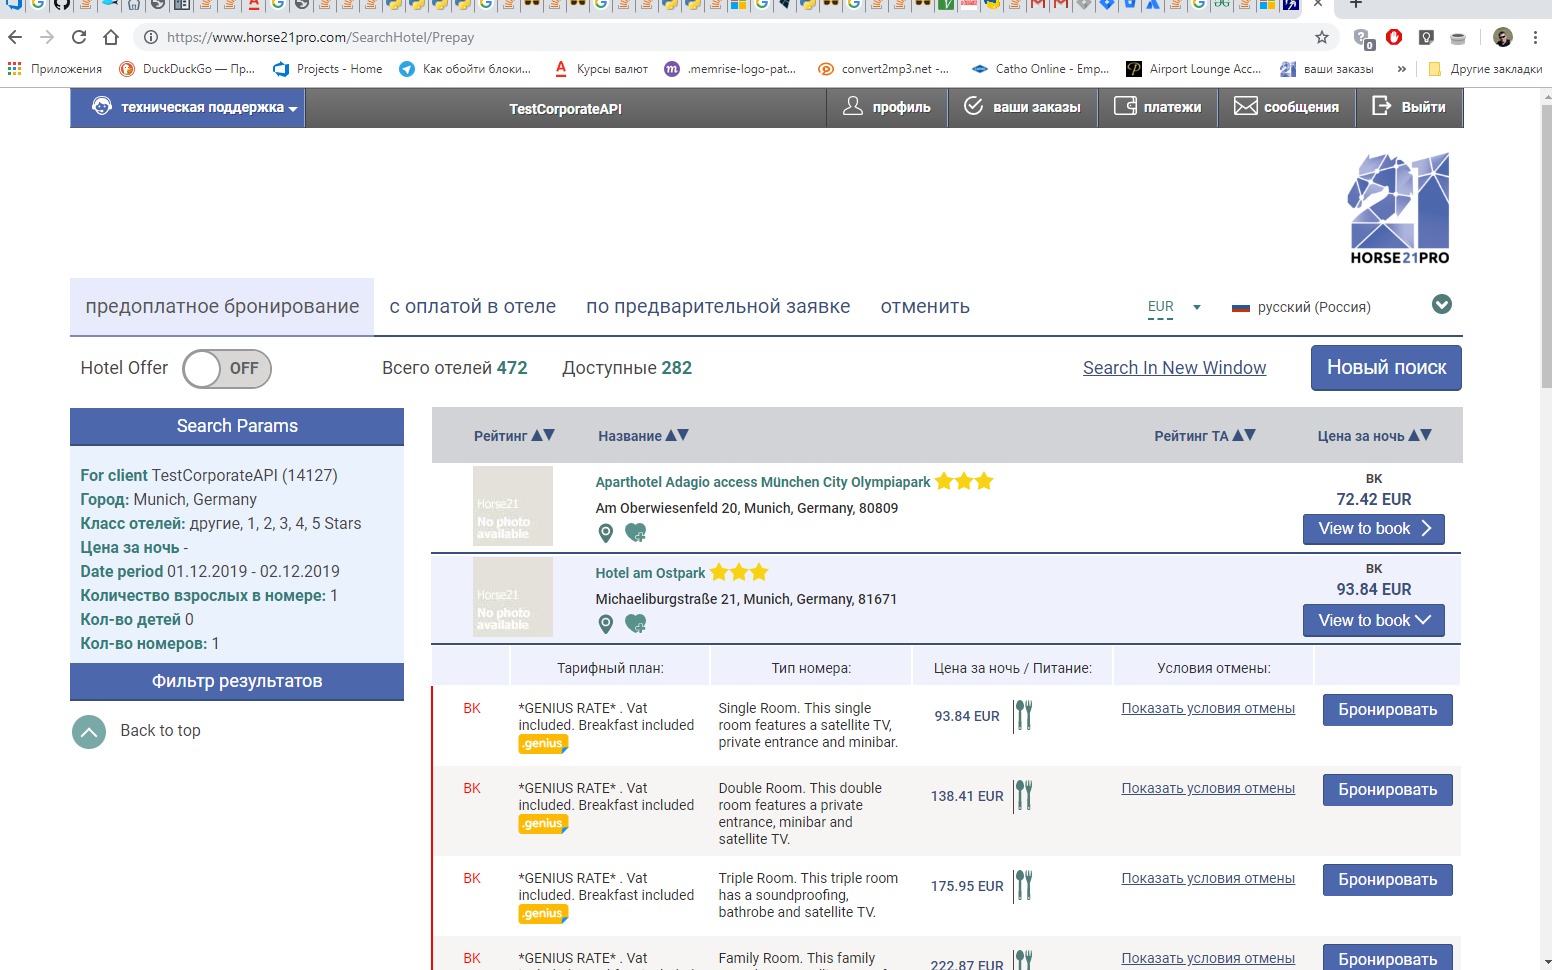 https://www.horse21pro.com/SearchHotel/Prepay
0
Приложения
DuckDuckGo — Пр...
Projects - Home
Как обойти блоки...
Курсы валют
.memrise-logo-pat...
convert2mp3.net -...
Catho Online - Emp...
Airport Lounge Acc...
ваши заказы
»
Другие закладки
техническая поддержка
TestCorporateAPI
профиль
ваши заказы
платежи
сообщения
Выйти
HORSE21PRO
предоплатное бронирование
с оплатой в отеле
по предварительной заявке
отменить
EUR
русский (Россия)
Hotel Offer
OFF
Всего отелей 472
Доступные 282
Search In New Window
Новый поиск
Search Params
For client TestCorporateAPI (14127)
Город: Munich, Germany
Класс отелей: другие, 1, 2, 3, 4, 5 Stars
Цена за ночь -
Date period 01.12.2019 - 02.12.2019
Количество взрослых в номере: 1
Кол-во детей 0
Кол-во номеров: 1
Фильтр результатов
Back to top
Рейтинг
Название
Рейтинг TA
Цена за ночь
Horse21
No photo
available
Aparthotel Adagio access München City Olympiapark
Am Oberwiesenfeld 20, Munich, Germany, 80809
BK
72.42 EUR
View to book
Horse21
No photo
available
Hotel am Ostpark
Michaeliburgstraße 21, Munich, Germany, 81671
BK
93.84 EUR
View to book
Тарифный план:
Тип номера:
Цена за ночь / Питание:
Условия отмены:
BK
*GENIUS RATE* . Vat
included. Breakfast included
.genius
Single Room. This single
room features a satellite TV,
private entrance and minibar.
93.84 EUR
Показать условия отмены
Бронировать
BK
*GENIUS RATE* . Vat
included. Breakfast included
.genius
Double Room. This double
room features a private
entrance, minibar and
satellite TV.
138.41 EUR
Показать условия отмены
Бронировать
BK
*GENIUS RATE* . Vat
included. Breakfast included
.genius
Triple Room. This triple room
has a soundproofing,
bathrobe and satellite TV.
175.95 EUR
Показать условия отмены
Бронировать
BK
*GENIUS RATE* . Vat
Family Room. This family
222.87 EUR
Показать условия отмены
Бронировать